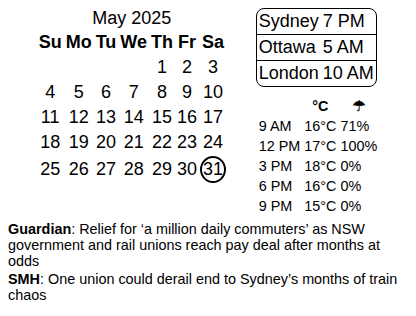 May 2025
Su Mo Tu We Th Fr Sa
1 2 3
4 5 6 7 8 9 10
11 12 13 14 15 16 17
18 19 20 21 22 23 24
25 26 27 28 29 30 31
Sydney 7 PM
Ottawa 5 AM
London 10 AM
°C ☂
9 AM 16°C 71%
12 PM 17°C 100%
3 PM 18°C 0%
6 PM 16°C 0%
9 PM 15°C 0%
Guardian: Relief for ‘a million daily commuters’ as NSW
government and rail unions reach pay deal after months at
odds
SMH: One union could derail end to Sydney’s months of train
chaos